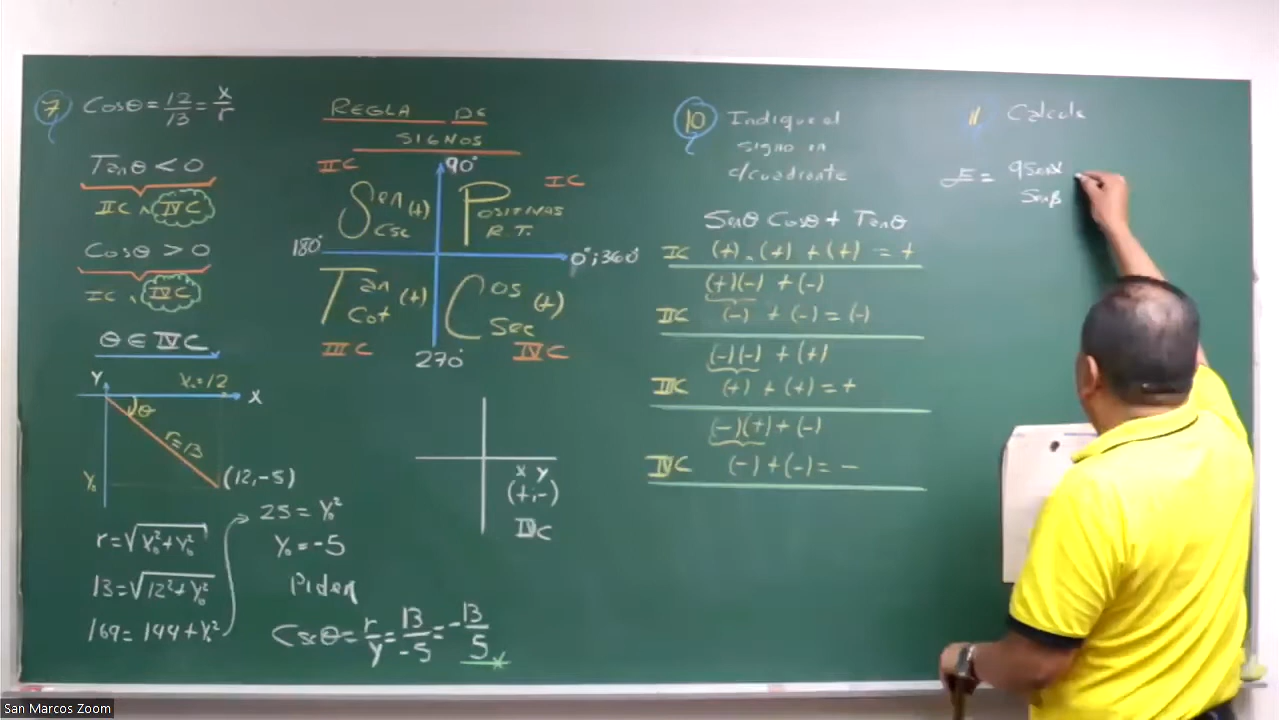 7 Cosθ = 12/13 = x/r
Tanθ < 0
IIC ∧ IVC
Cosθ > 0
IC ∧ IVC
θ ∈ IVC
Y
X₀=12
X
θ
r=13
Y₀
(12,-5)
r=√X₀²+Y₀²
13=√12²+Y₀²
169=144+Y₀²
25 = Y₀²
Y₀=-5
Piden
Cscθ = r/y = 13/-5 = -13/5
REGLA DE
SIGNOS
IIC
90°
IC
Sen (+)
Csc
POSITIVAS
R.T.
180°
0°;360°
Tan (+)
Cot
Cos (+)
Sec
IIIC
270°
IVC
X Y
(+,-)
IVC
10 Indique el
signo en
c/cuadrante
Senθ Cosθ + Tanθ
IC (+).(+) + (+) = +
(+)(-) + (-)
IIC (-) + (-) = (-)
(-)(-) + (+)
IIIC (+) + (+) = +
(-)(+) + (-)
IVC (-) + (-) = -
11 Calcule
E = 9Senα
Senβ
San Marcos Zoom